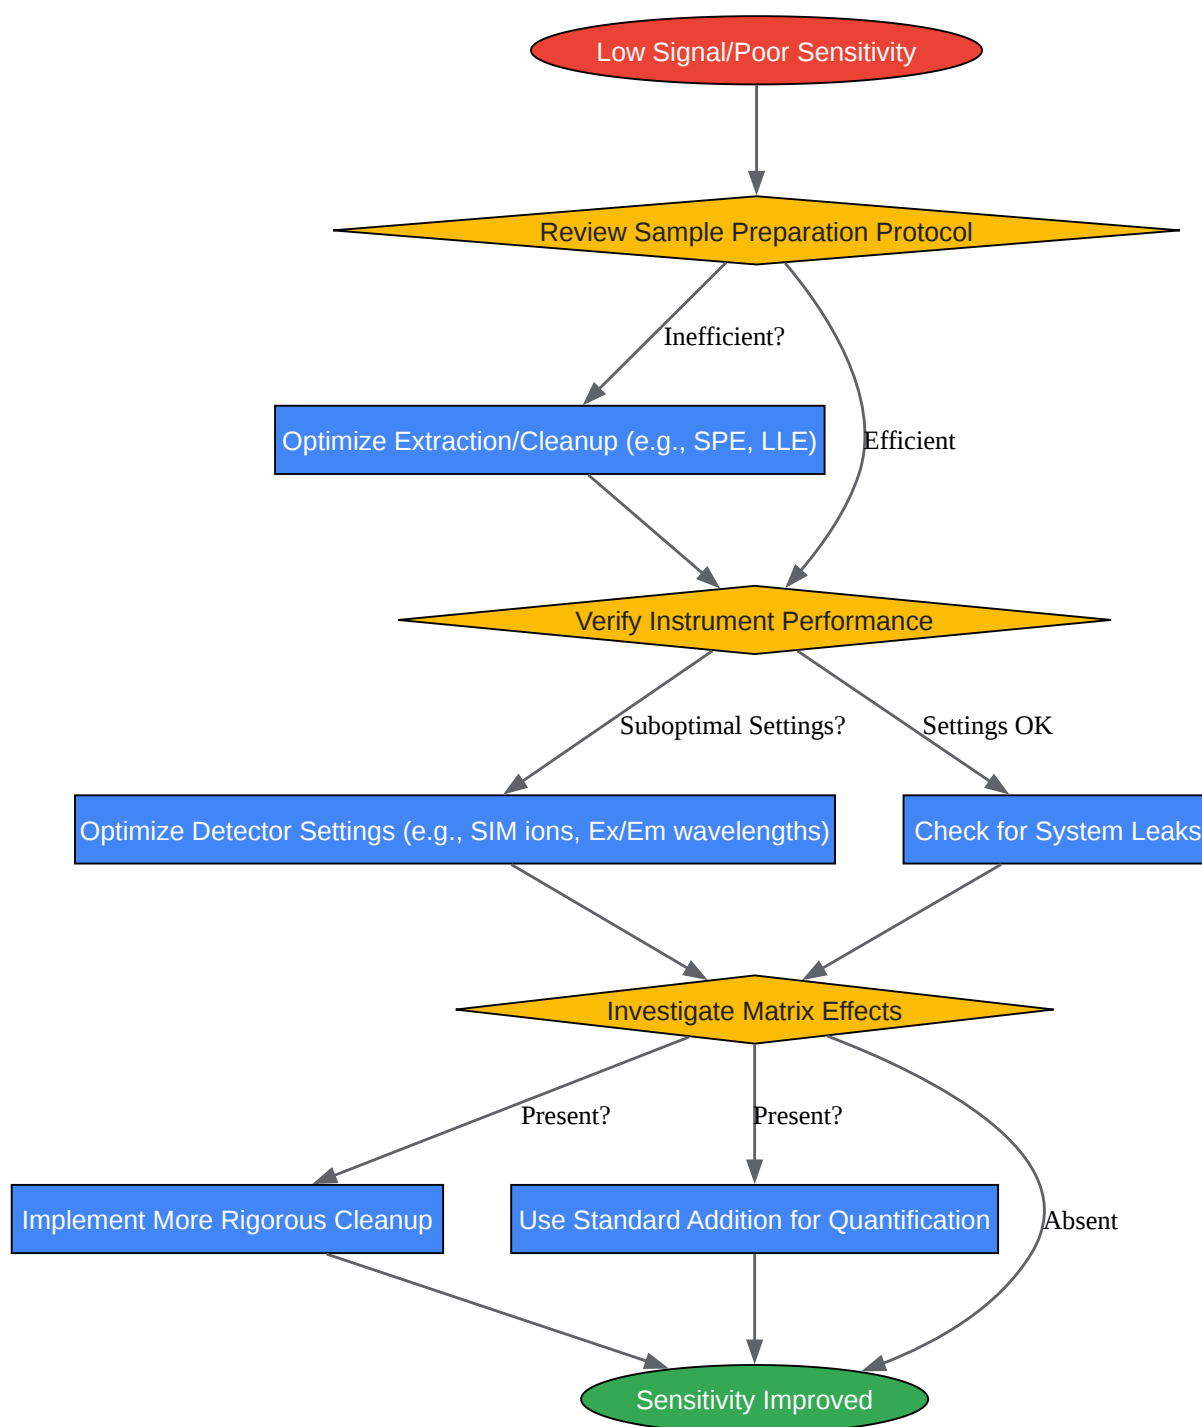 Low Signal/Poor Sensitivity
Review Sample Preparation Protocol
Inefficient?
Optimize Extraction/Cleanup (e.g., SPE, LLE)
Efficient
Verify Instrument Performance
Suboptimal Settings?
Settings OK
Optimize Detector Settings (e.g., SIM ions, Ex/Em wavelengths)
Check for System Leaks
Investigate Matrix Effects
Present?
Present?
Implement More Rigorous Cleanup
Use Standard Addition for Quantification
Absent
Sensitivity Improved